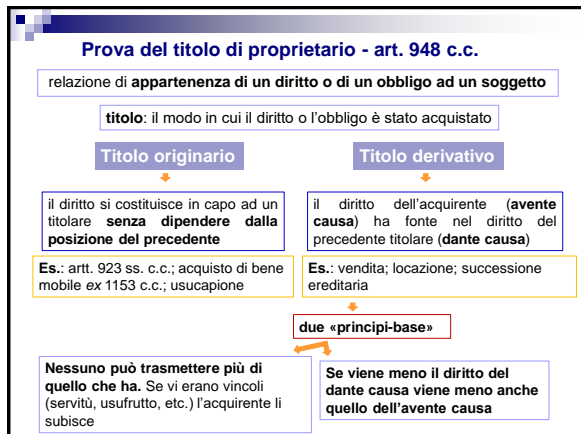 Prova del titolo di proprietario - art. 948 c.c.
relazione di appartenenza di un diritto o di un obbligo ad un soggetto
titolo: il modo in cui il diritto o l'obbligo è stato acquistato
Titolo originario
il diritto si costituisce in capo ad un
titolare senza dipendere dalla
posizione del precedente
Es.: artt. 923 ss. c.c.; acquisto di bene
mobile ex 1153 c.c.; usucapione
Titolo derivativo
il diritto dell'acquirente (avente
causa) ha fonte nel diritto del
precedente titolare (dante causa)
Es.: vendita; locazione; successione
ereditaria
due «principi-base»
Nessuno può trasmettere più di
quello che ha. Se vi erano vincoli
(servitù, usufrutto, etc.) l'acquirente li
subisce
Se viene meno il diritto del
dante causa viene meno anche
quello dell'avente causa